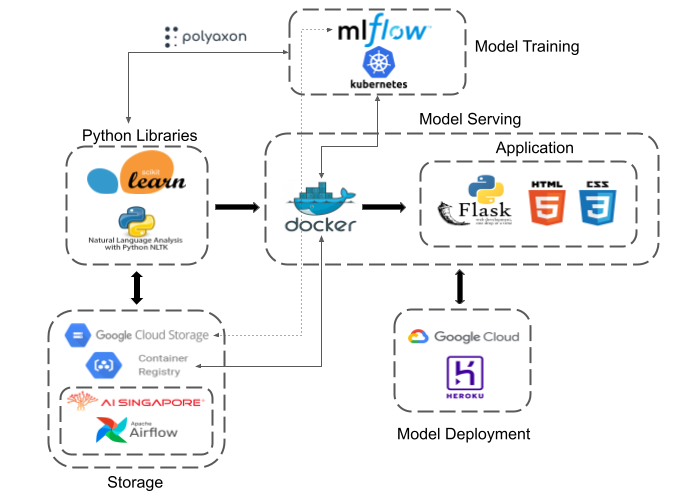 polyaxon
mlflow™
kubernetes
Model Training
Python Libraries
Model Serving
scikit
learn
Natural Language Analysis
with Python NLTK
docker
Application
Flask
web development,
one drop at a time
HTML
5
CSS
3
Google Cloud Storage
Container
Registry
AI SINGAPORE™
Apache
Airflow
Storage
Google Cloud
HEROKU
Model Deployment